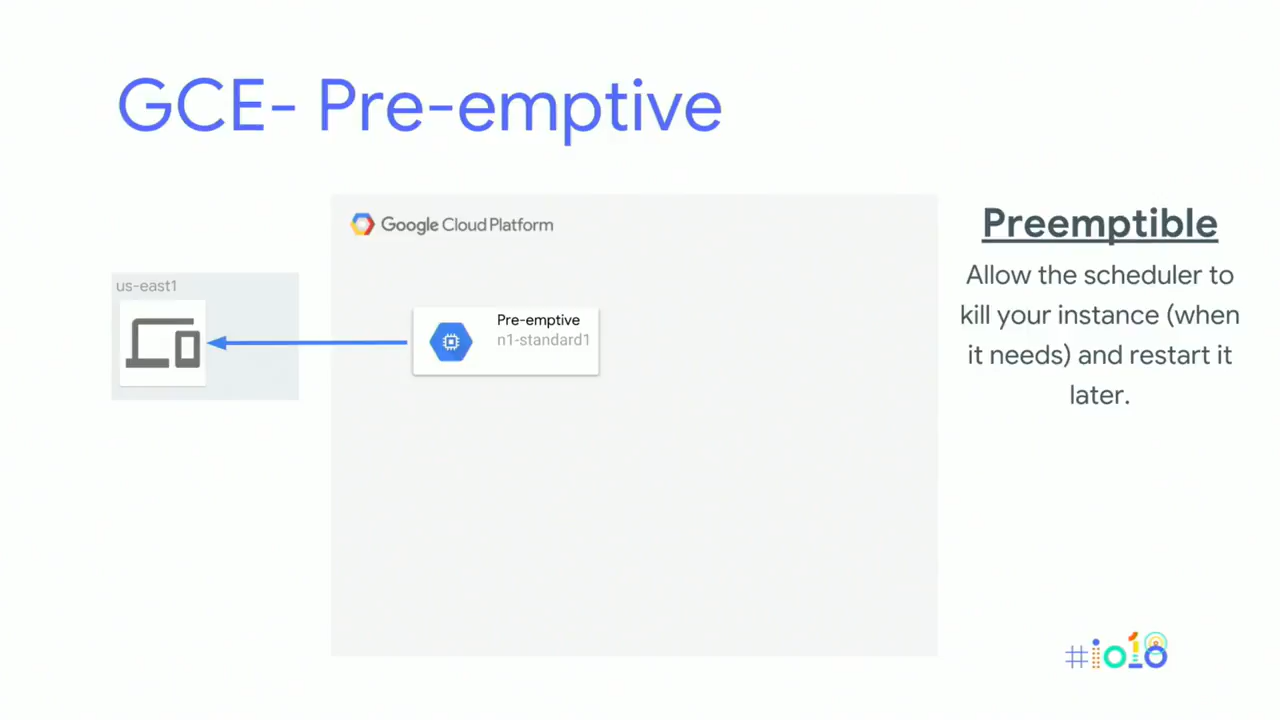 GCE- Pre-emptive
Google Cloud Platform
us-east1
Pre-emptive
n1-standard1
Preemptible
Allow the scheduler to
kill your instance (when
it needs) and restart it
later.
#io18